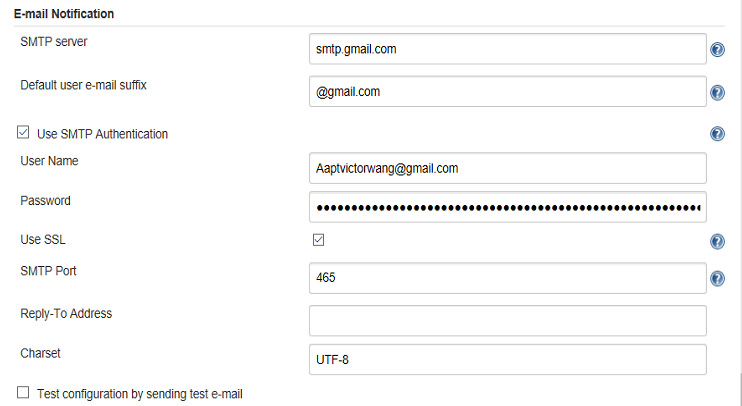 E-mail Notification
SMTP server
smtp.gmail.com
Default user e-mail suffix
@gmail.com
Use SMTP Authentication
User Name
Aaptvictorwang@gmail.com
Password
Use SSL
SMTP Port
465
Reply-To Address
Charset
UTF-8
Test configuration by sending test e-mail